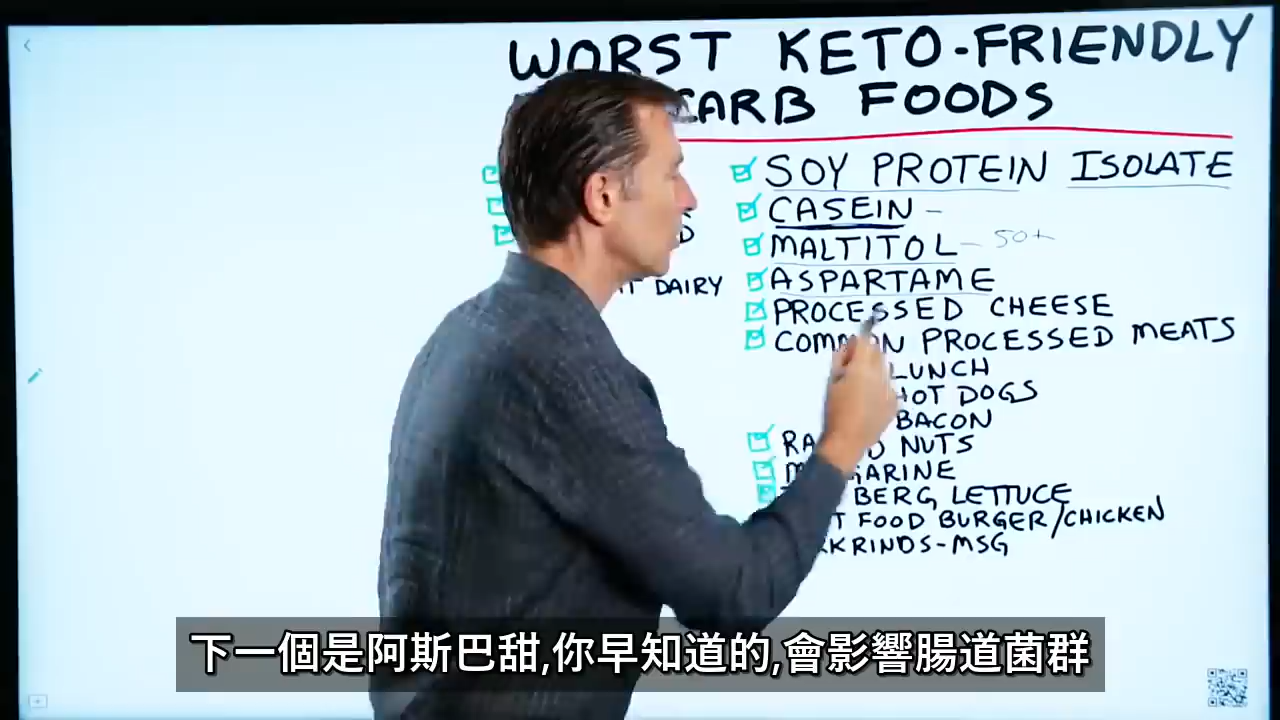 WORST KETO-FRIENDLY
CARB FOODS
SOY PROTEIN ISOLATE
CASEIN -
MALTITOL - 50+
DAIRY
ASPARTAME
PROCESSED CHEESE
COMMON PROCESSED MEATS
LUNCH
HOT DOGS
BACON
NUTS
LETTUCE
FOOD BURGER/CHICKEN
-MSG
下一個是阿斯巴甜,你早知道的,會影響腸道菌群